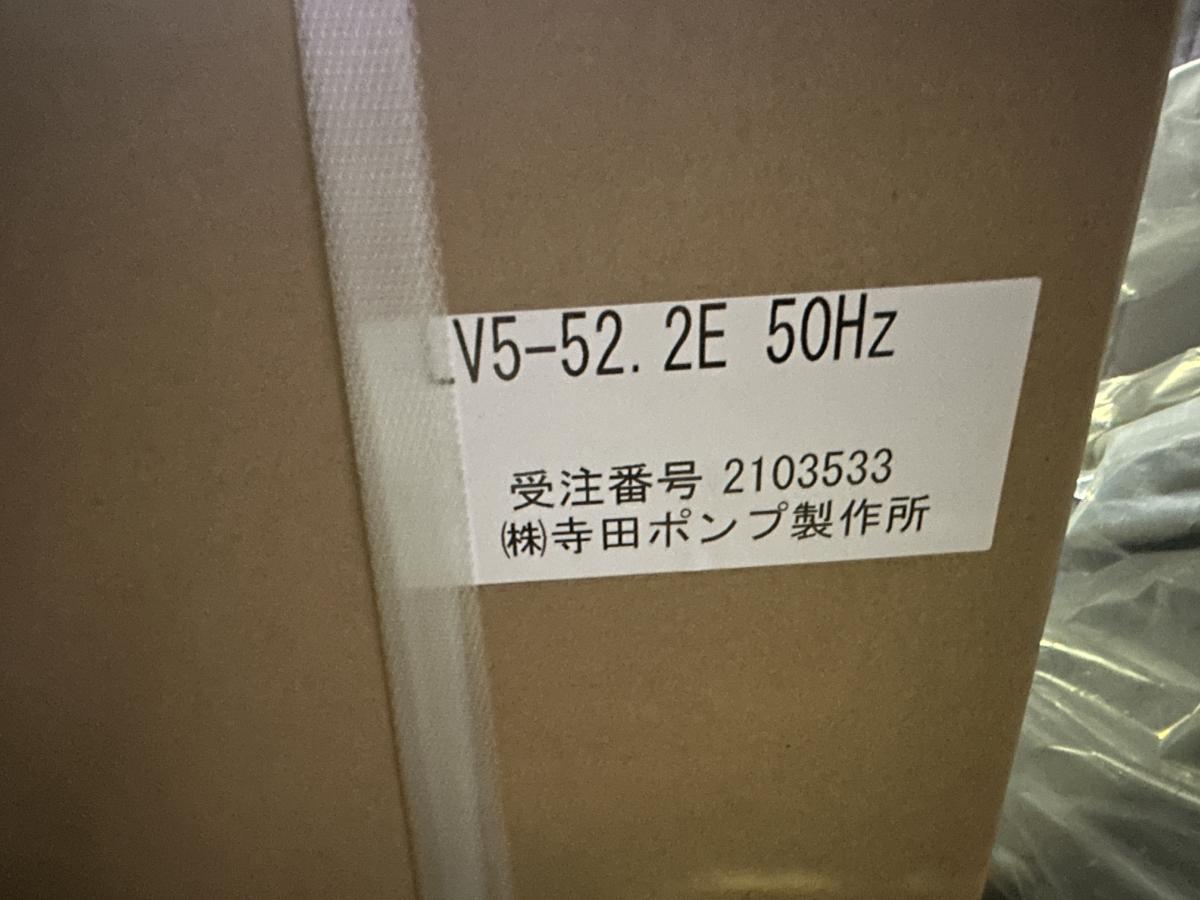 V5-52.2E 50Hz
受注番号 2103533
㈱寺田ポンプ製作所